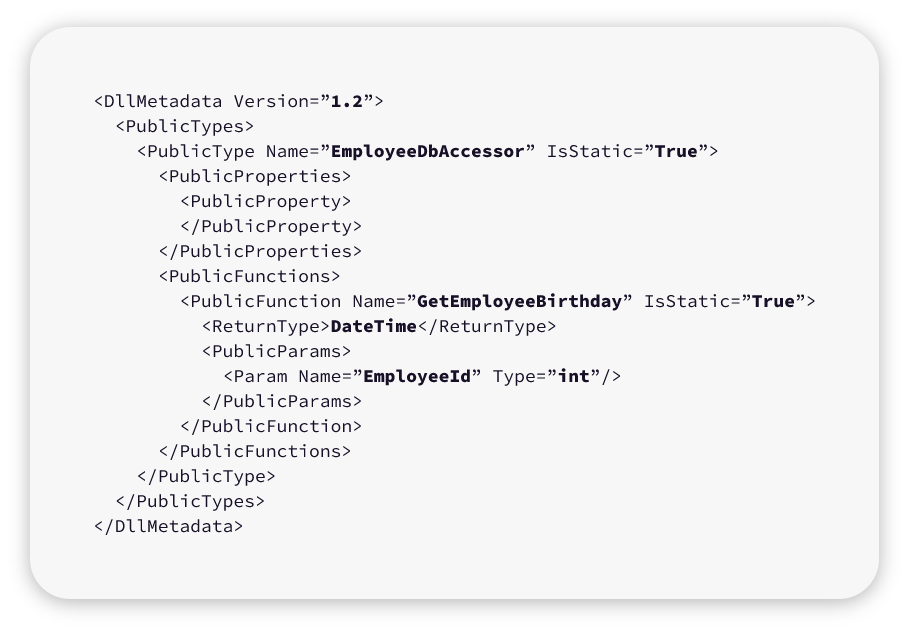 <DllMetadata Version=”1.2”>
<PublicTypes>
<PublicType Name=”EmployeeDbAccessor” IsStatic=”True”>
<PublicProperties>
<PublicProperty>
</PublicProperty>
</PublicProperties>
<PublicFunctions>
<PublicFunction Name=”GetEmployeeBirthday” IsStatic=”True”>
<ReturnType>DateTime</ReturnType>
<PublicParams>
<Param Name=”EmployeeId” Type=”int”/>
</PublicParams>
</PublicFunction>
</PublicFunctions>
</PublicType>
</PublicTypes>
</DllMetadata>